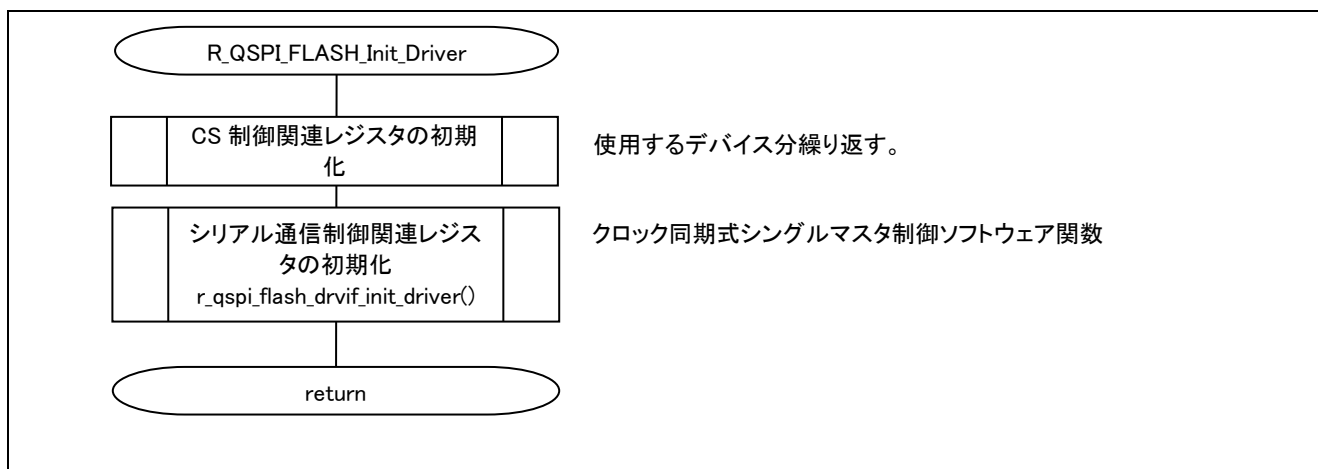 R_QSPI_FLASH_Init_Driver
CS 制御関連レジスタの初期
化
使用するデバイス分繰り返す。
シリアル通信制御関連レジス
タの初期化
r_qspi_flash_drvif_init_driver()
クロック同期式シングルマスタ制御ソフトウェア関数
return